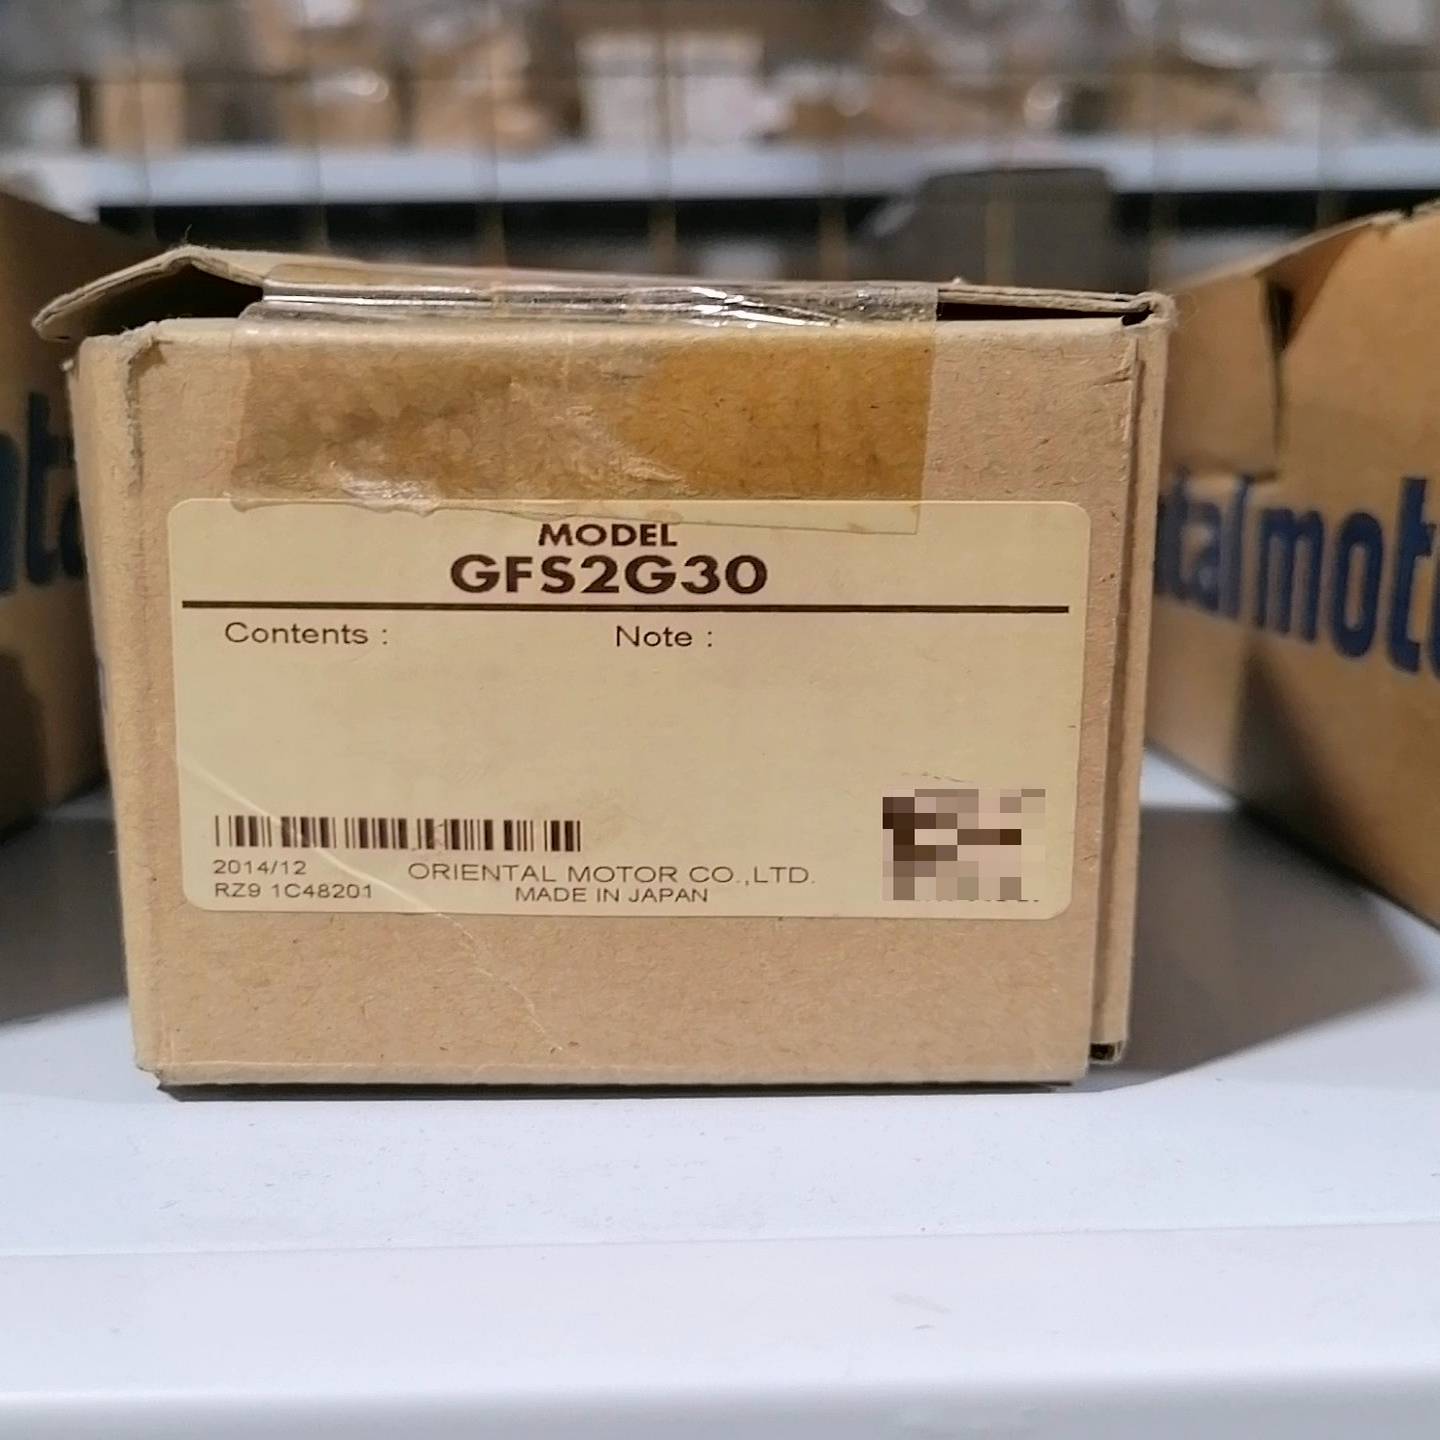 MODEL
GFS2G30
Contents :
Note :
2014/12
RZ9 1C48201
ORIENTAL MOTOR CO.,LTD.
MADE IN JAPAN